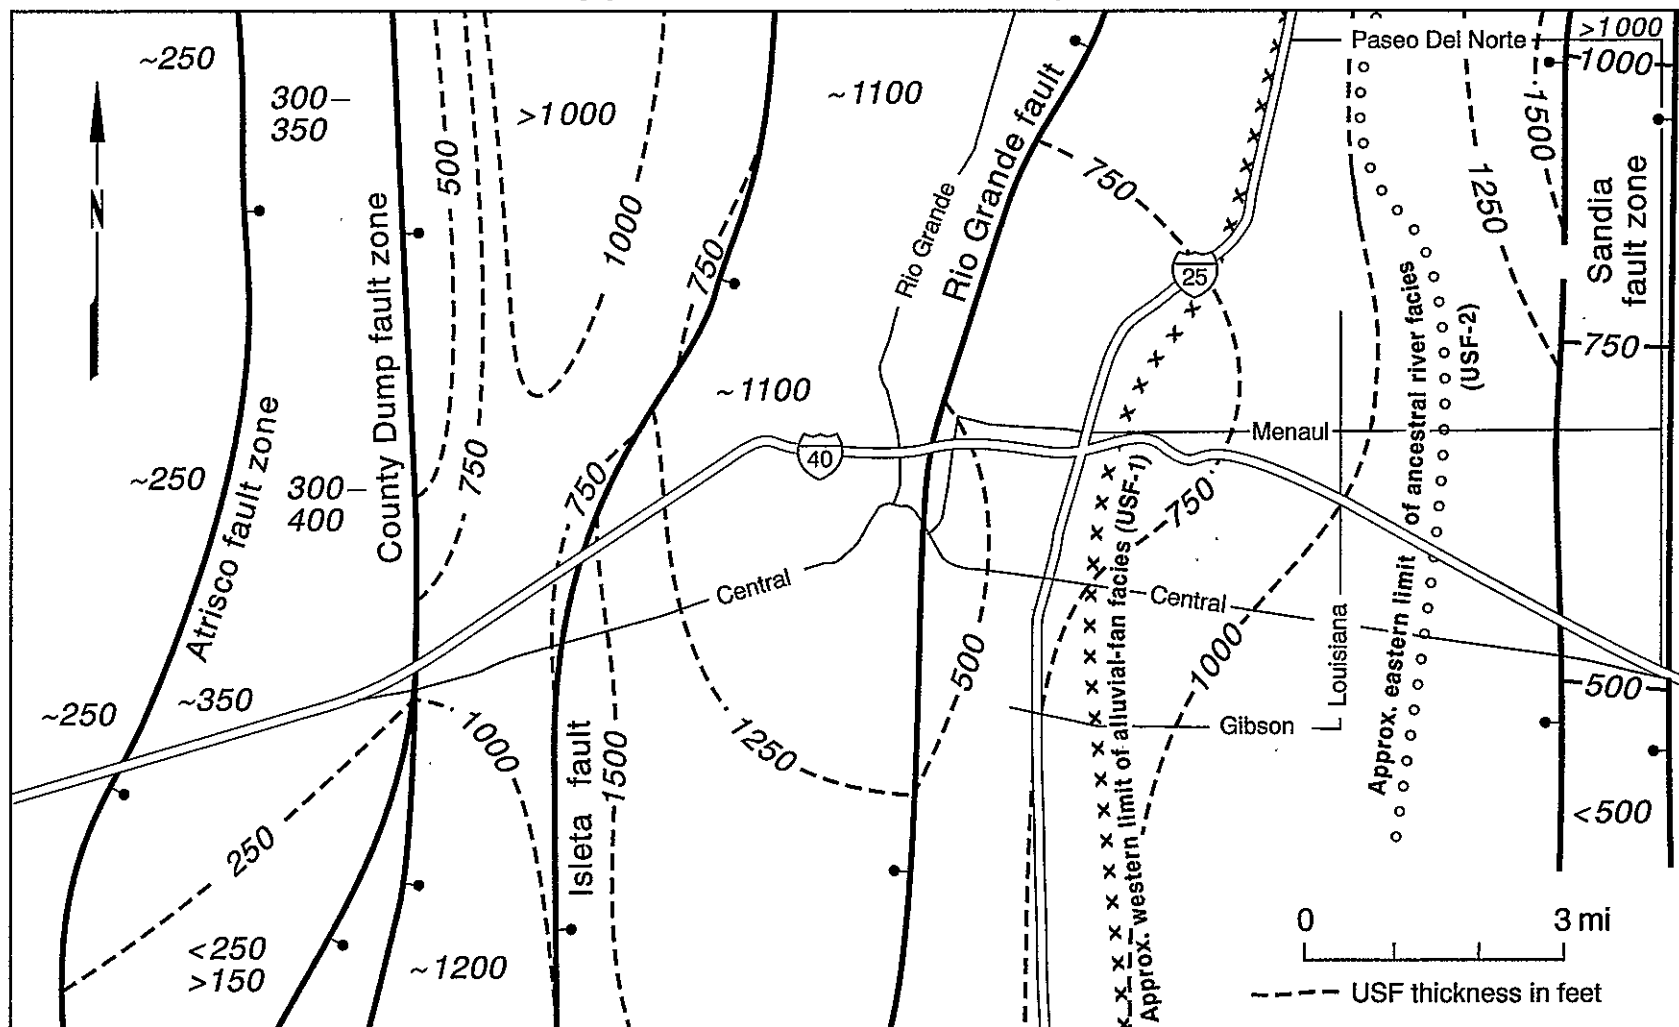 ~250
300–
350
>1000
~1100
Paseo Del Norte
>1000
1000
1500
500
N
750
1250
Sandia
fault zone
1000
750
Rio Grande
Rio Grande fault
25
County Dump fault zone
Approx. eastern limit of ancestral river facies
(USF-2)
750
~1100
Menaul
40
~250
300–
400
750
750
750
Atrisco fault zone
Approx. western limit of alluvial-fan facies (USF-1)
Central
Central
Louisiana
1000
500
500
~350
~250
1000
1250
Gibson
Isleta fault
1500
250
<500
<250
>150
~1200
0 3 mi
USF thickness in feet